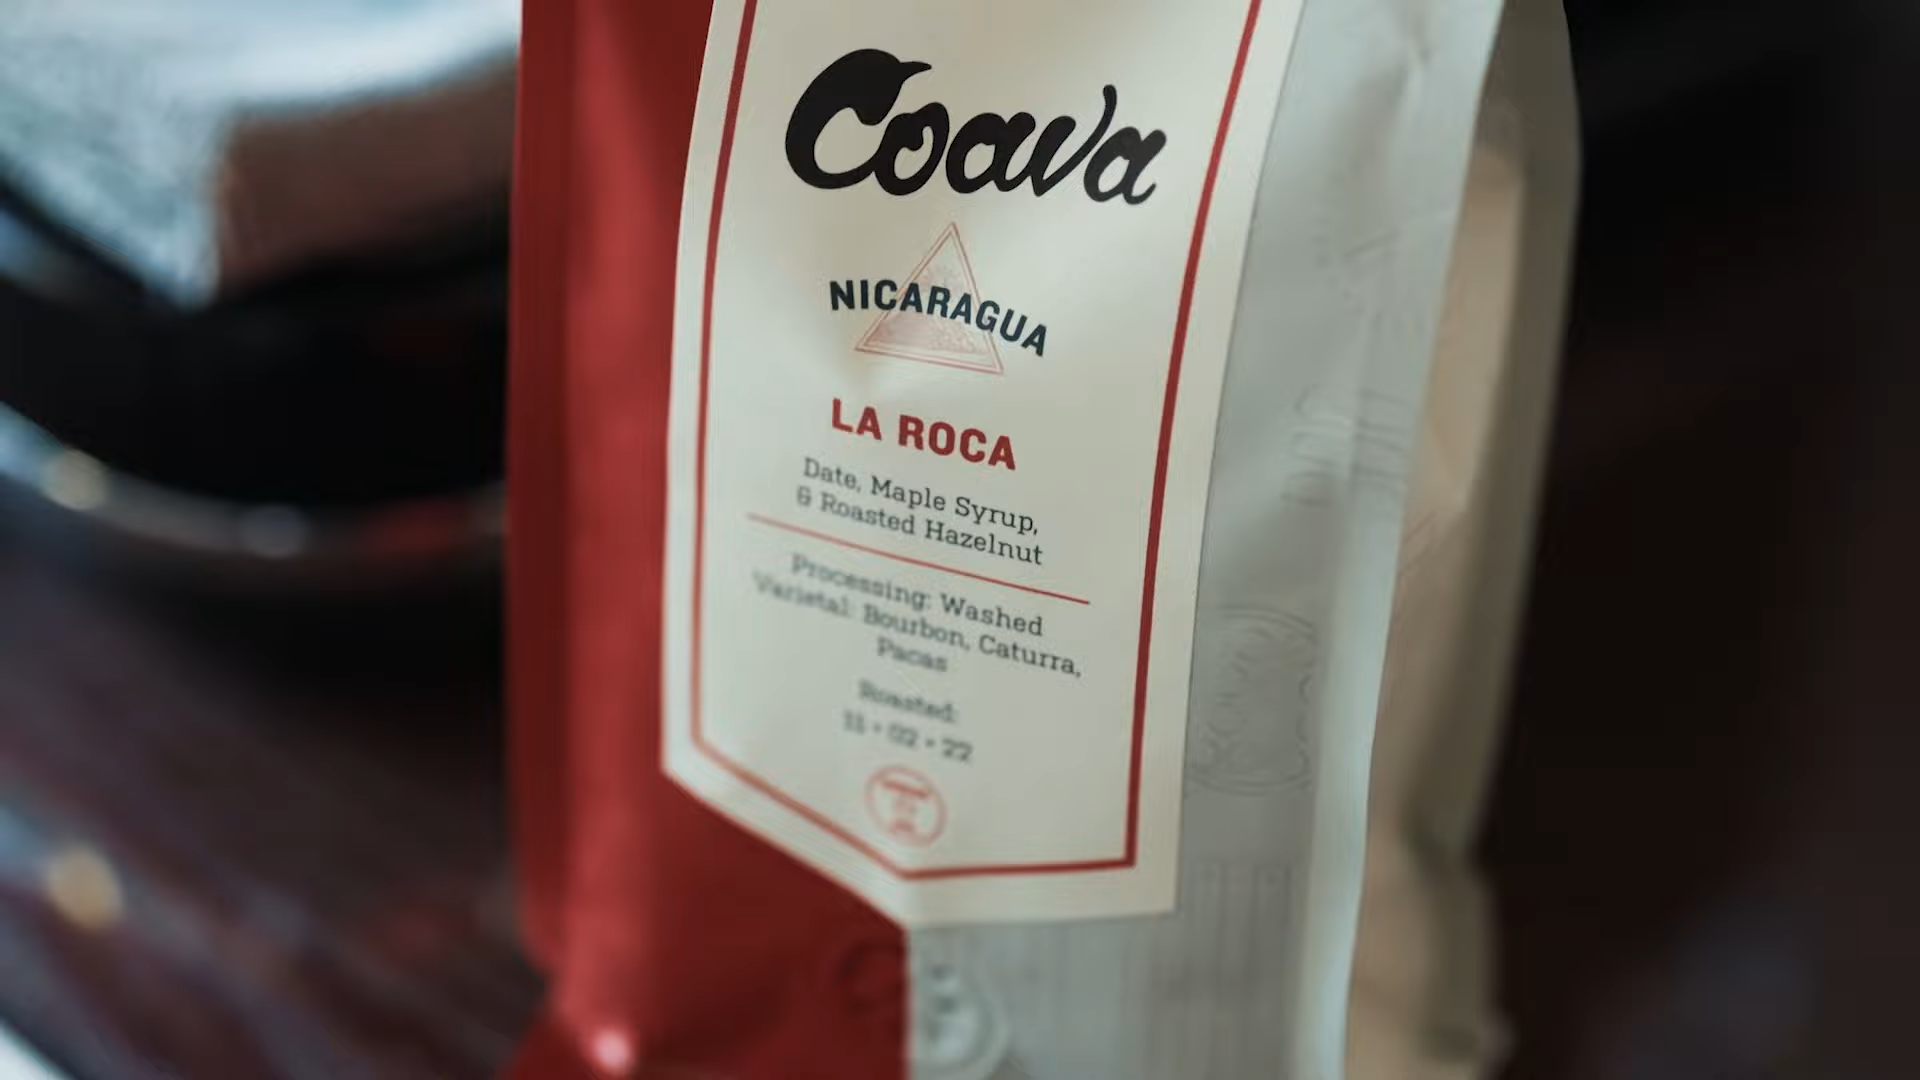 Coava
NICARAGUA
LA ROCA
Date, Maple Syrup,
& Roasted Hazelnut
Processing: Washed
Varietal: Bourbon, Caturra,
Pacas
Roasted:
11 • 02 • 22